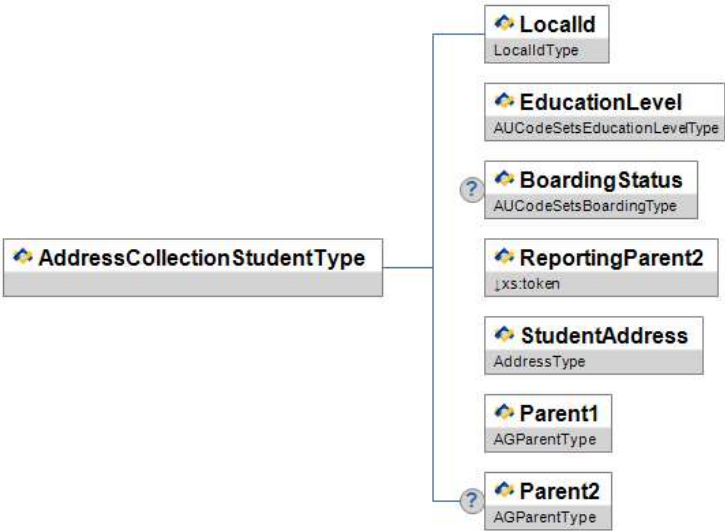 LocalId
LocalIdType
EducationLevel
AUCodeSetsEducationLevelType
?
BoardingStatus
AUCodeSetsBoardingType
AddressCollectionStudentType
ReportingParent2
↓xs:token
StudentAddress
AddressType
Parent1
AGParentType
?
Parent2
AGParentType